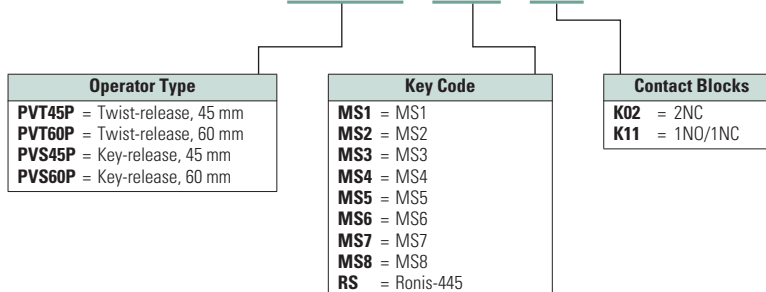 Operator Type
PVT45P = Twist-release, 45 mm
PVT60P = Twist-release, 60 mm
PVS45P = Key-release, 45 mm
PVS60P = Key-release, 60 mm
Key Code
MS1 = MS1
MS2 = MS2
MS3 = MS3
MS4 = MS4
MS5 = MS5
MS6 = MS6
MS7 = MS7
MS8 = MS8
RS = Ronis-445
Contact Blocks
K02 = 2NC
K11 = 1NO/1NC